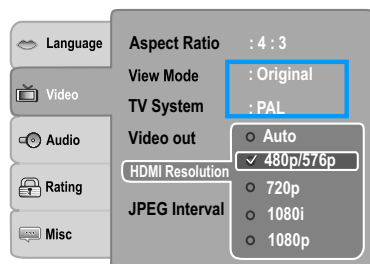 Language
Video
Audio
Rating
Misc
Aspect Ratio : 4 : 3
View Mode : Original
TV System : PAL
Video out
HDMI Resolution
JPEG Interval
Auto
480p/576p
720p
1080i
1080p